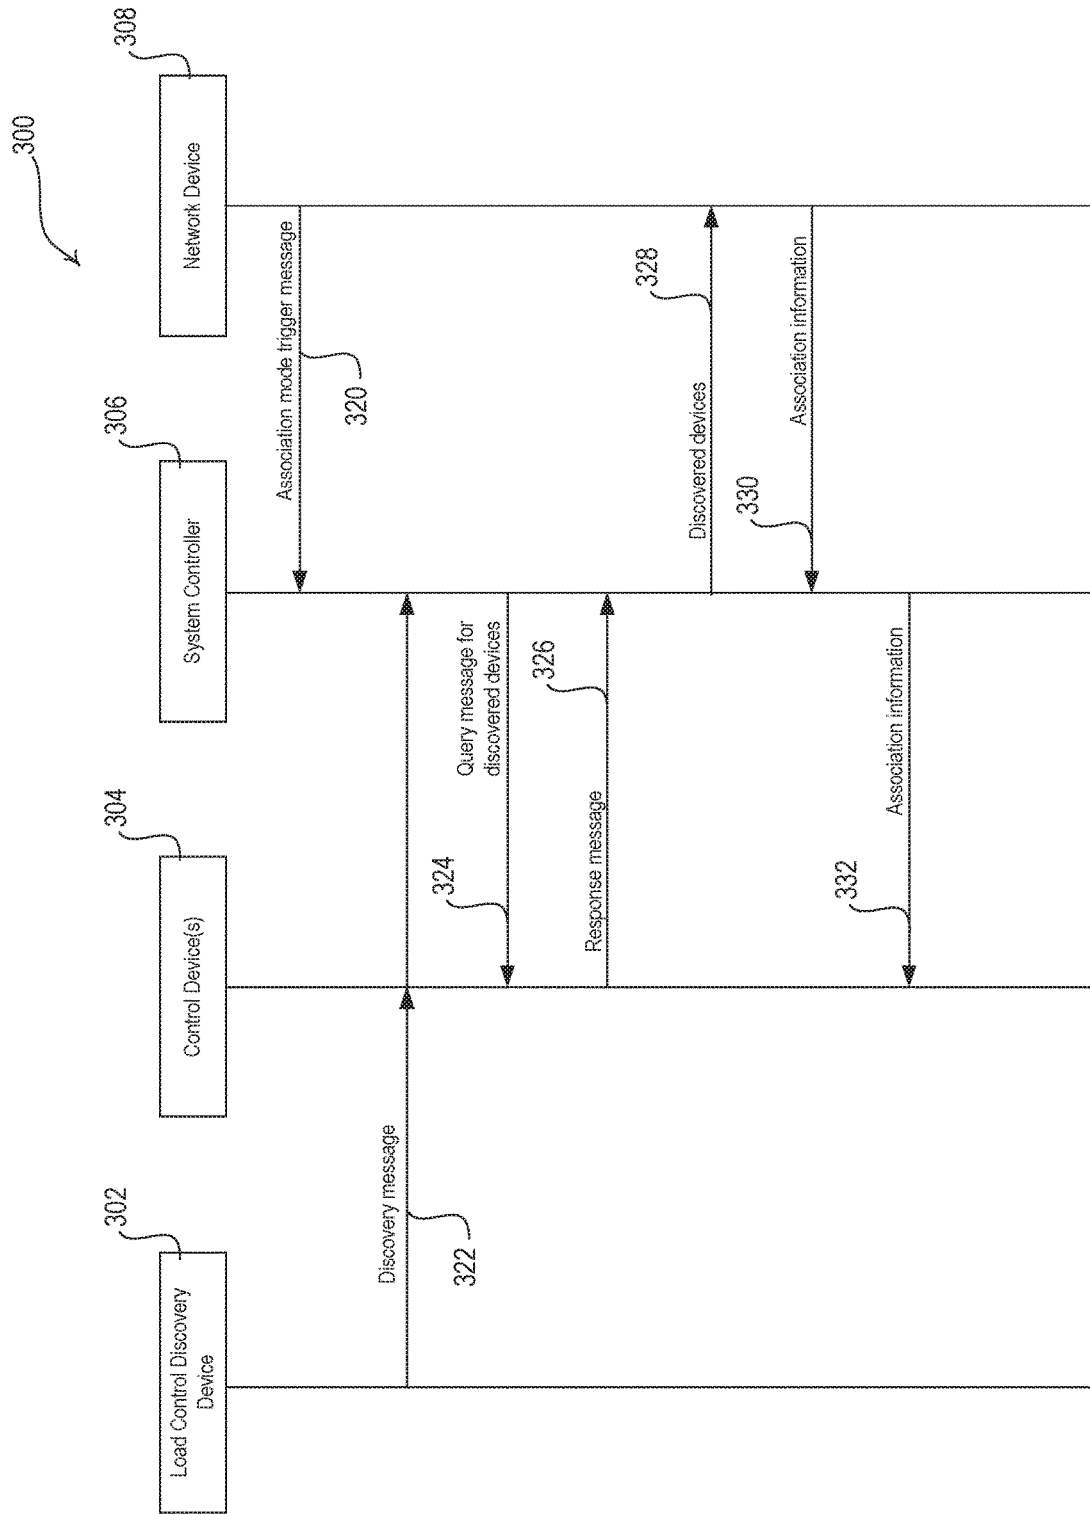 300
302
304
306
308
Load Control Discovery
Device
Control Device(s)
System Controller
Network Device
Association mode trigger message
320
Discovery message
322
Query message for
discovered devices
324
Response message
326
Discovered devices
328
Association information
330
Association information
332